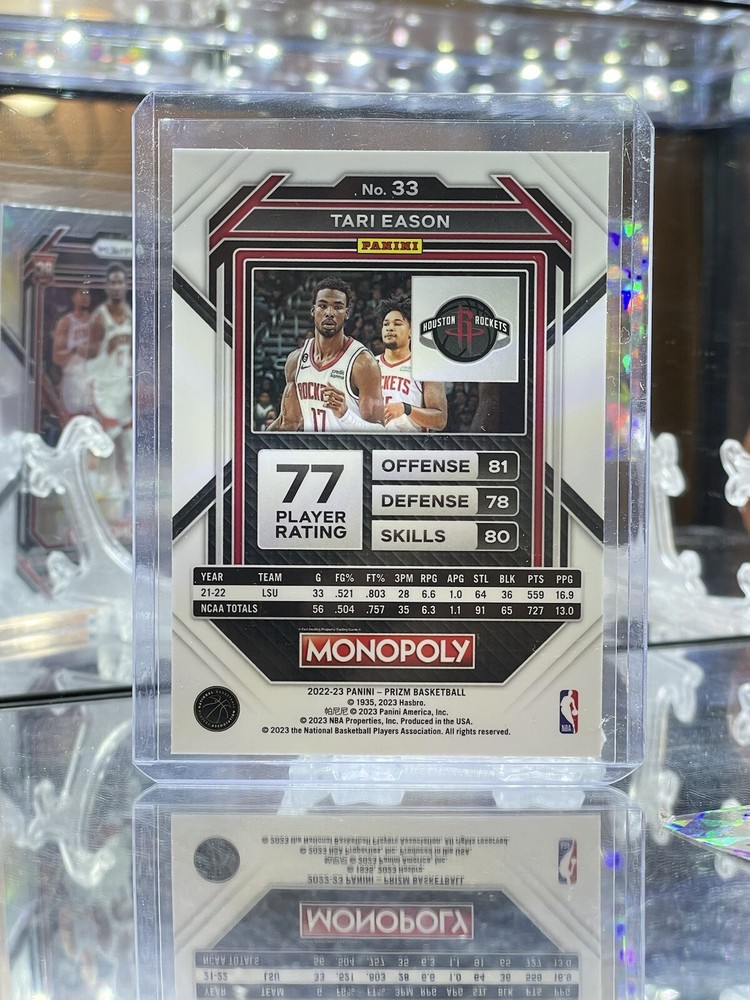 No. 33
TARI EASON
PANINI
HOUSTON ROCKETS
ROCKETS
17
KETS
77
PLAYER
RATING
OFFENSE 81
DEFENSE 78
SKILLS 80
YEAR TEAM G FG% FT% 3PM RPG APG STL BLK PTS PPG
21-22 LSU 33 .521 .803 28 6.6 1.0 64 36 559 16.9
NCAA TOTALS 56 .504 .757 35 6.3 1.1 91 65 727 13.0
MONOPOLY
2022-23 PANINI – PRIZM BASKETBALL
© 1935, 2023 Hasbro.
帕尼尼 © 2023 Panini America, Inc.
© 2023 NBA Properties, Inc. Produced in the USA.
© 2023 the National Basketball Players Association. All rights reserved.
NBA